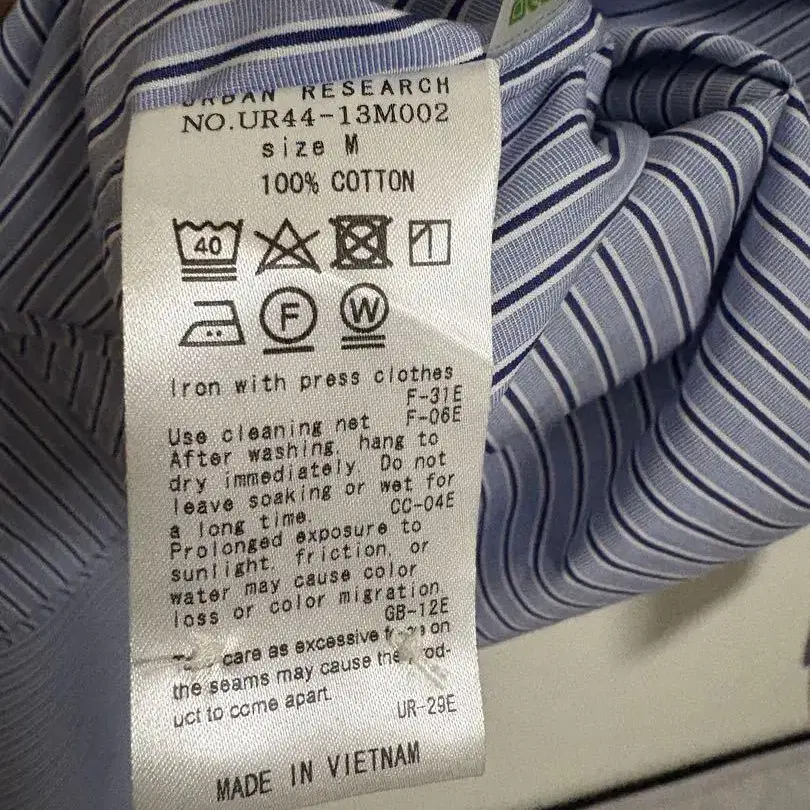 URBAN RESEARCH
NO.UR44-13M002
size M
100% COTTON
40
F W
Iron with press clothes
F-31E
Use cleaning net F-06E
After washing, hang to
dry immediately. Do not
leave soaking or wet for
a long time. CC-04E
Prolonged exposure to
sunlight, friction, or
water may cause color
loss or color migration.
GB-12E
care as excessive on
the seams may cause the
uct to come apart.
UR-29E
MADE IN VIETNAM